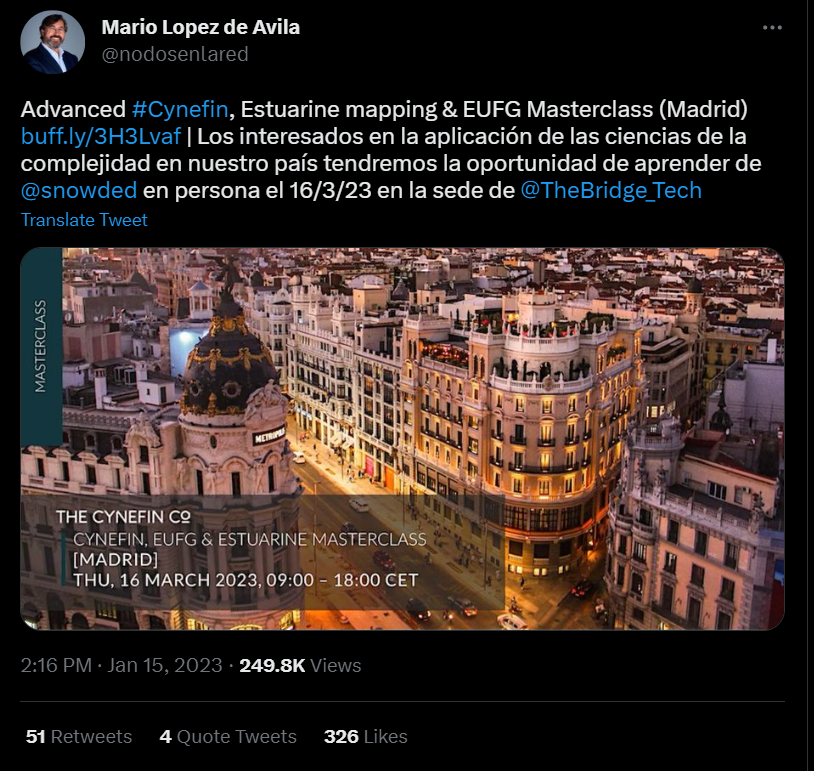 Mario Lopez de Avila
@nodosenlared
Advanced #Cynefin, Estuarine mapping & EUFG Masterclass (Madrid)
buff.ly/3H3Lvaf | Los interesados en la aplicación de las ciencias de la
complejidad en nuestro país tendremos la oportunidad de aprender de
@snowded en persona el 16/3/23 en la sede de @TheBridge_Tech
Translate Tweet
MASTERCLASS
METROPOLIS
THE CYNEFIN CO
CYNEFIN, EUFG & ESTUARINE MASTERCLASS
[MADRID]
THU, 16 MARCH 2023, 09:00 – 18:00 CET
2:16 PM · Jan 15, 2023 · 249.8K Views
51 Retweets 4 Quote Tweets 326 Likes